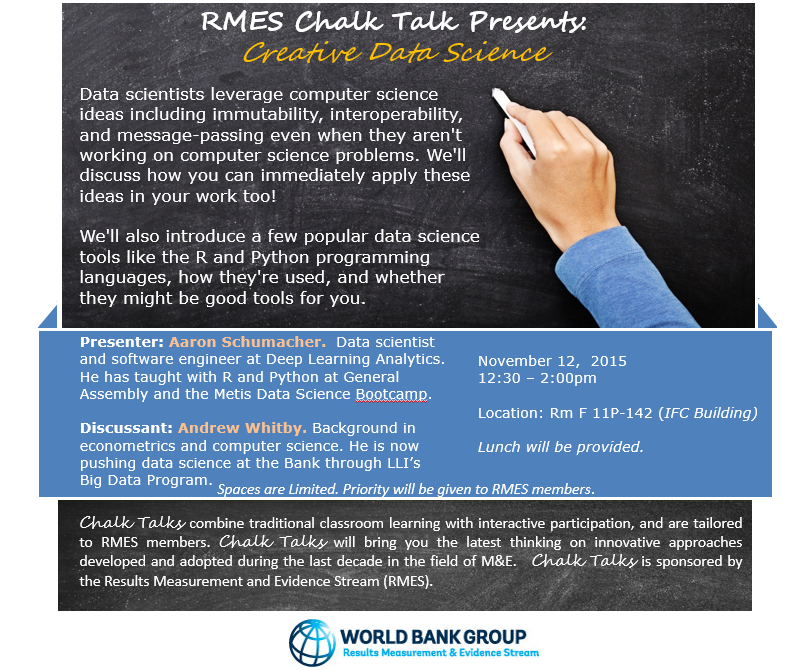 RMES Chalk Talk Presents:
Creative Data Science
Data scientists leverage computer science
ideas including immutability, interoperability,
and message-passing even when they aren't
working on computer science problems. We'll
discuss how you can immediately apply these
ideas in your work too!
We'll also introduce a few popular data science
tools like the R and Python programming
languages, how they're used, and whether
they might be good tools for you.
Presenter: Aaron Schumacher. Data scientist
and software engineer at Deep Learning Analytics.
He has taught with R and Python at General
Assembly and the Metis Data Science Bootcamp.
Discussant: Andrew Whitby. Background in
econometrics and computer science. He is now
pushing data science at the Bank through LLI's
Big Data Program.
November 12, 2015
12:30 – 2:00pm
Location: Rm F 11P-142 (IFC Building)
Lunch will be provided.
Spaces are Limited. Priority will be given to RMES members.
Chalk Talks combine traditional classroom learning with interactive participation, and are tailored
to RMES members. Chalk Talks will bring you the latest thinking on innovative approaches
developed and adopted during the last decade in the field of M&E. Chalk Talks is sponsored by
the Results Measurement and Evidence Stream (RMES).
WORLD BANK GROUP
Results Measurement & Evidence Stream